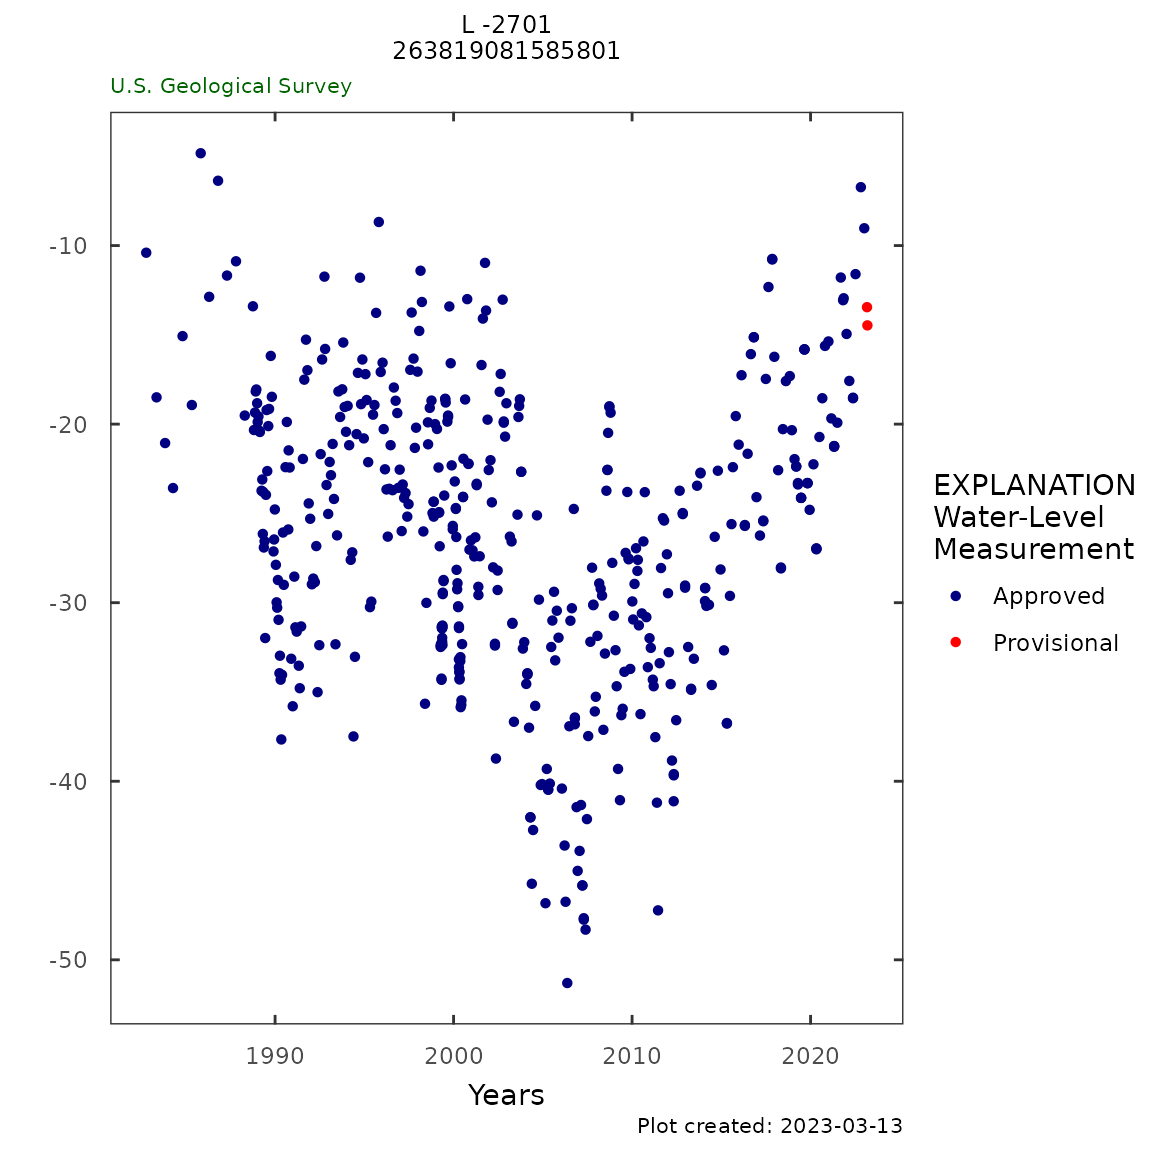 L -2701
263819081585801
U.S. Geological Survey
-10
-20
-30
-40
-50
1990 2000 2010 2020
Years
EXPLANATION
Water-Level
Measurement
Approved
Provisional
Plot created: 2023-03-13